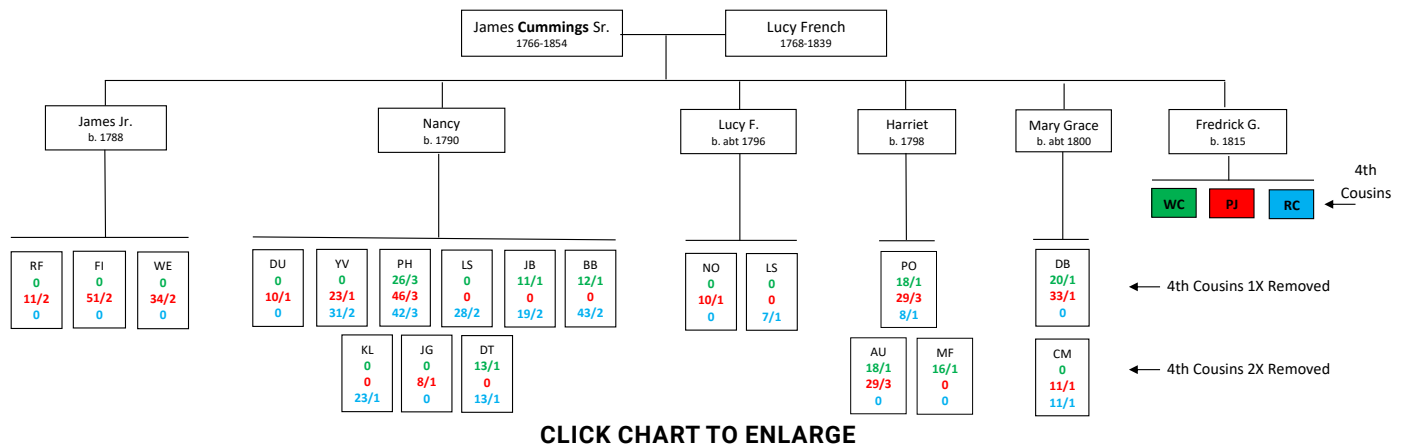 James Cummings Sr.
1766-1854
Lucy French
1768-1839
James Jr.
b. 1788
Nancy
b. 1790
Lucy F.
b. abt 1796
Harriet
b. 1798
Mary Grace
b. abt 1800
Fredrick G.
b. 1815
WC
PJ
RC
4th
Cousins
RF
0
11/2
0
FI
0
51/2
0
WE
0
34/2
0
DU
0
10/1
0
YV
0
23/1
31/2
PH
26/3
46/3
42/3
LS
0
0
28/2
JB
11/1
0
19/2
BB
12/1
0
43/2
NO
0
10/1
0
LS
0
0
7/1
PO
18/1
29/3
8/1
DB
20/1
33/1
0
4th Cousins 1X Removed
KL
0
0
23/1
JG
0
8/1
0
DT
13/1
0
13/1
AU
18/1
29/3
0
MF
16/1
0
0
CM
0
11/1
11/1
4th Cousins 2X Removed
CLICK CHART TO ENLARGE